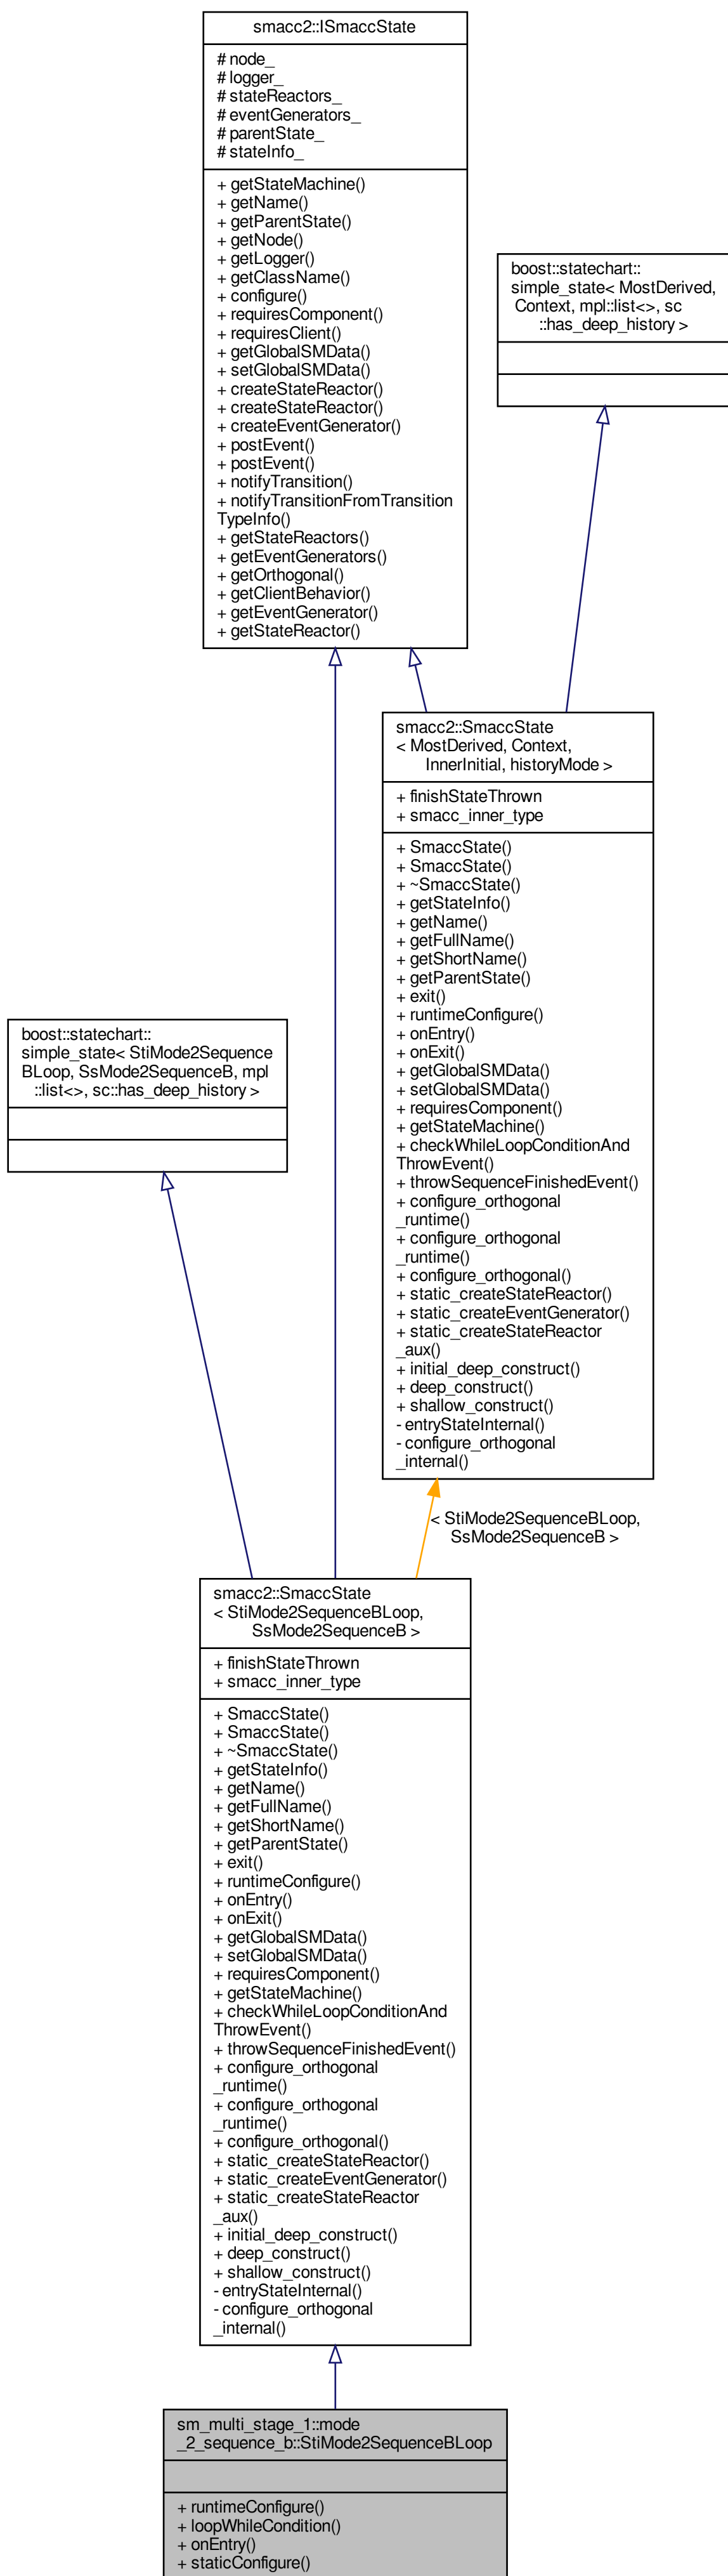 smacc2::ISmaccState
# node_
# logger_
# stateReactors_
# eventGenerators_
# parentState_
# stateInfo_
+ getStateMachine()
+ getName()
+ getParentState()
+ getNode()
+ getLogger()
+ getClassName()
+ configure()
+ requiresComponent()
+ requiresClient()
+ getGlobalSMData()
+ setGlobalSMData()
+ createStateReactor()
+ createStateReactor()
+ createEventGenerator()
+ postEvent()
+ postEvent()
+ notifyTransition()
+ notifyTransitionFromTransition
TypeInfo()
+ getStateReactors()
+ getEventGenerators()
+ getOrthogonal()
+ getClientBehavior()
+ getEventGenerator()
+ getStateReactor()
boost::statechart::
simple_state< MostDerived,
Context, mpl::list<>, sc
::has_deep_history >
smacc2::SmaccState
< MostDerived, Context,
InnerInitial, historyMode >
+ finishStateThrown
+ smacc_inner_type
+ SmaccState()
+ SmaccState()
+ ~SmaccState()
+ getStateInfo()
+ getName()
+ getFullName()
+ getShortName()
+ getParentState()
+ exit()
+ runtimeConfigure()
+ onEntry()
+ onExit()
+ getGlobalSMData()
+ setGlobalSMData()
+ requiresComponent()
+ getStateMachine()
+ checkWhileLoopConditionAnd
ThrowEvent()
+ throwSequenceFinishedEvent()
+ configure_orthogonal
_runtime()
+ configure_orthogonal
_runtime()
+ configure_orthogonal()
+ static_createStateReactor()
+ static_createEventGenerator()
+ static_createStateReactor
_aux()
+ initial_deep_construct()
+ deep_construct()
+ shallow_construct()
- entryStateInternal()
- configure_orthogonal
_internal()
boost::statechart::
simple_state< StiMode2Sequence
BLoop, SsMode2SequenceB, mpl
::list<>, sc::has_deep_history >
< StiMode2SequenceBLoop,
SsMode2SequenceB >
smacc2::SmaccState
< StiMode2SequenceBLoop,
SsMode2SequenceB >
+ finishStateThrown
+ smacc_inner_type
+ SmaccState()
+ SmaccState()
+ ~SmaccState()
+ getStateInfo()
+ getName()
+ getFullName()
+ getShortName()
+ getParentState()
+ exit()
+ runtimeConfigure()
+ onEntry()
+ onExit()
+ getGlobalSMData()
+ setGlobalSMData()
+ requiresComponent()
+ getStateMachine()
+ checkWhileLoopConditionAnd
ThrowEvent()
+ throwSequenceFinishedEvent()
+ configure_orthogonal
_runtime()
+ configure_orthogonal
_runtime()
+ configure_orthogonal()
+ static_createStateReactor()
+ static_createEventGenerator()
+ static_createStateReactor
_aux()
+ initial_deep_construct()
+ deep_construct()
+ shallow_construct()
- entryStateInternal()
- configure_orthogonal
_internal()
sm_multi_stage_1::mode
_2_sequence_b::StiMode2SequenceBLoop
+ runtimeConfigure()
+ loopWhileCondition()
+ onEntry()
+ staticConfigure()